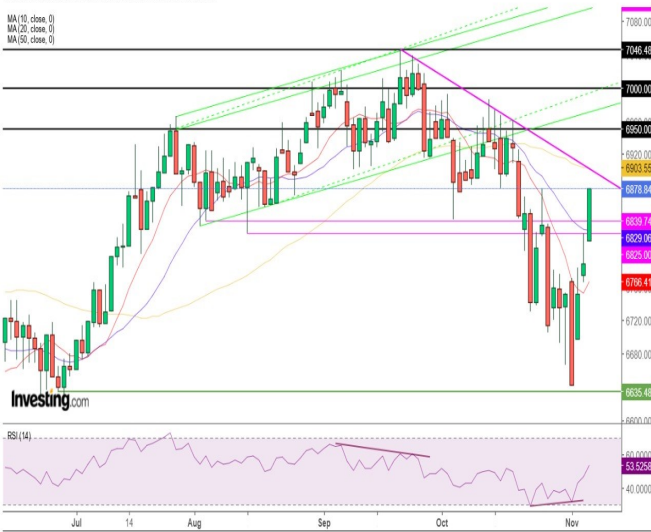 MA (10, close, 0)
MA (20, close, 0)
MA (50, close, 0)
7080.00
7046.48
7000.00
6950.00
6920.00
6903.55
6878.84
6839.74
6829.06
6825.00
6766.41
6720.00
6680.00
6635.48
6600.00
Investing.com
RSI (14)
60.0000
53.5258
40.0000
Jul
14
Aug
Sep
Oct
Nov